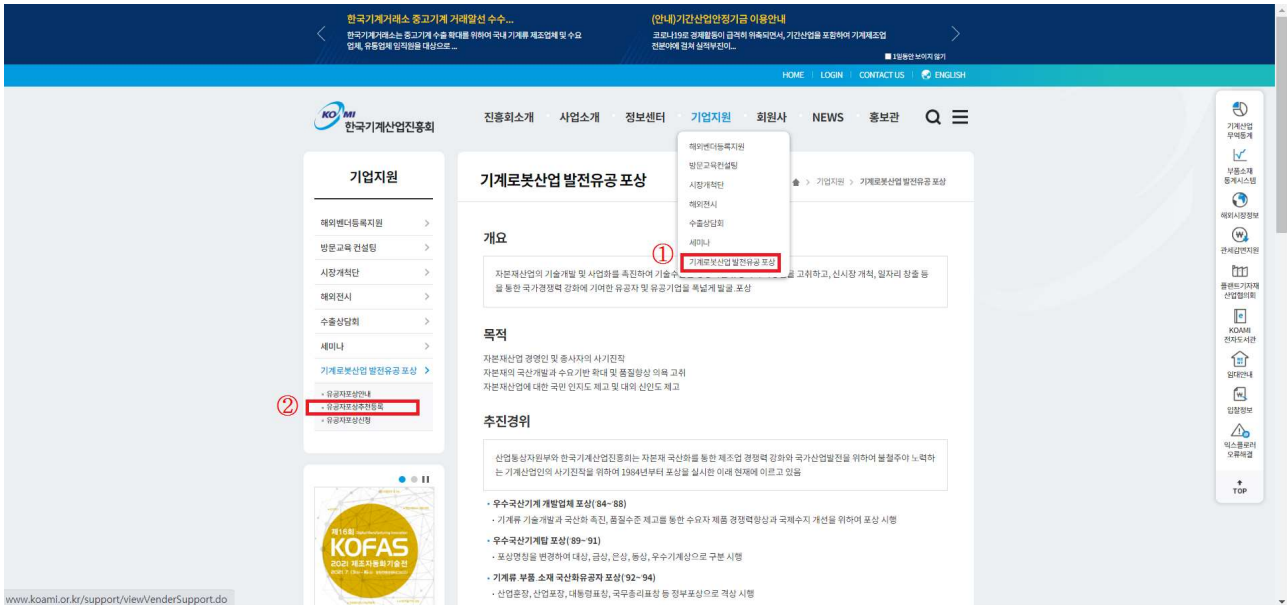 한국기계거래소 중고기계 거래알선 수수...
한국기계거래소는 중고기계 수출 확대를 위하여 국내 기계류 제조업체 및 수요
업체, 유통업체 임직원을 대상으로 ...
(안내)기간산업안정기금 이용안내
코로나19로 경제활동이 급격히 위축되면서, 기간산업을 포함하여 기계제조업
전분야에 걸쳐 실적부진이...
1일동안 보이지 않기
HOME LOGIN CONTACT US ENGLISH
KOMI
한국기계산업진흥회
진흥회소개 사업소개 정보센터 기업지원 회원사 NEWS 홍보관
해외벤더등록지원
방문교육컨설팅
시장개척단
해외전시
수출상담회
세미나
① 기계로봇산업 발전유공 포상
기업지원
해외벤더등록지원 >
방문교육 컨설팅 >
시장개척단 >
해외전시 >
수출상담회 >
세미나 >
기계로봇산업 발전유공 포상 >
• 유공자포상안내
② • 유공자포상추천등록
• 유공자포상신청
제16회
KOFAS
2021 제조자동화기술전
기계로봇산업 발전유공 포상
> 기업지원 > 기계로봇산업 발전유공 포상
개요
자본재산업의 기술개발 및 사업화를 촉진하여 기술수 고취하고, 신시장 개척, 일자리 창출 등
을 통한 국가경쟁력 강화에 기여한 유공자 및 유공기업을 폭넓게 발굴.포상
목적
자본재산업 경영인 및 종사자의 사기진작
자본재의 국산개발과 수요기반 확대 및 품질향상 의욕 고취
자본재산업에 대한 국민 인지도 제고 및 대외 신인도 제고
추진경위
산업통상자원부와 한국기계산업진흥회는 자본재 국산화를 통한 제조업 경쟁력 강화와 국가산업발전을 위하여 불철주야 노력하
는 기계산업인의 사기진작을 위하여 1984년부터 포상을 실시한 이래 현재에 이르고 있음
• 우수국산기계 개발업체 포상('84~'88)
• 기계류 기술개발과 국산화 촉진, 품질수준 제고를 통한 수요자 제품 경쟁력향상과 국제수지 개선을 위하여 포상 시행
• 우수국산기계탑 포상('89~'91)
• 포상명칭을 변경하여 대상, 금상, 은상, 동상, 우수기계상으로 구분 시행
• 기계류.부품.소재 국산화유공자 포상('92~'94)
• 산업훈장, 산업포장, 대통령표창, 국무총리표창 등 정부포상으로 격상 시행
기계산업
무역통계
부품소재
통계시스템
해외시장정보
관세감면지원
플랜트기자재
산업협의회
KOAMI
전자도서관
임대안내
입찰정보
익스플로러
오류해결
TOP
www.koami.or.kr/support/viewVenderSupport.do